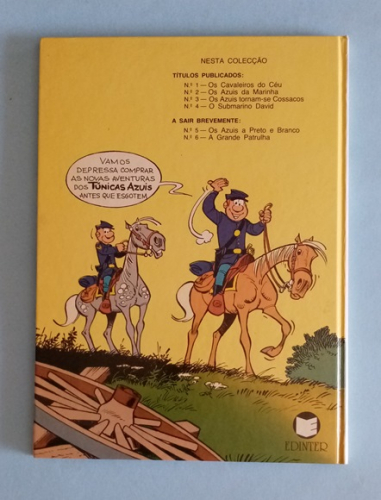 NESTA COLECÇÃO
TÍTULOS PUBLICADOS:
N.º 1 — Os Cavaleiros do Céu
N.º 2 — Os Azuis da Marinha
N.º 3 — Os Azuis tornam-se Cossacos
N.º 4 — O Submarino David
A SAIR BREVEMENTE:
N.º 5 — Os Azuis a Preto e Branco
N.º 6 — A Grande Patrulha
VAMOS
DEPRESSA COMPRAR
AS NOVAS AVENTURAS
DOS TÚNICAS AZUIS
ANTES QUE ESGOTEM
EDINTER